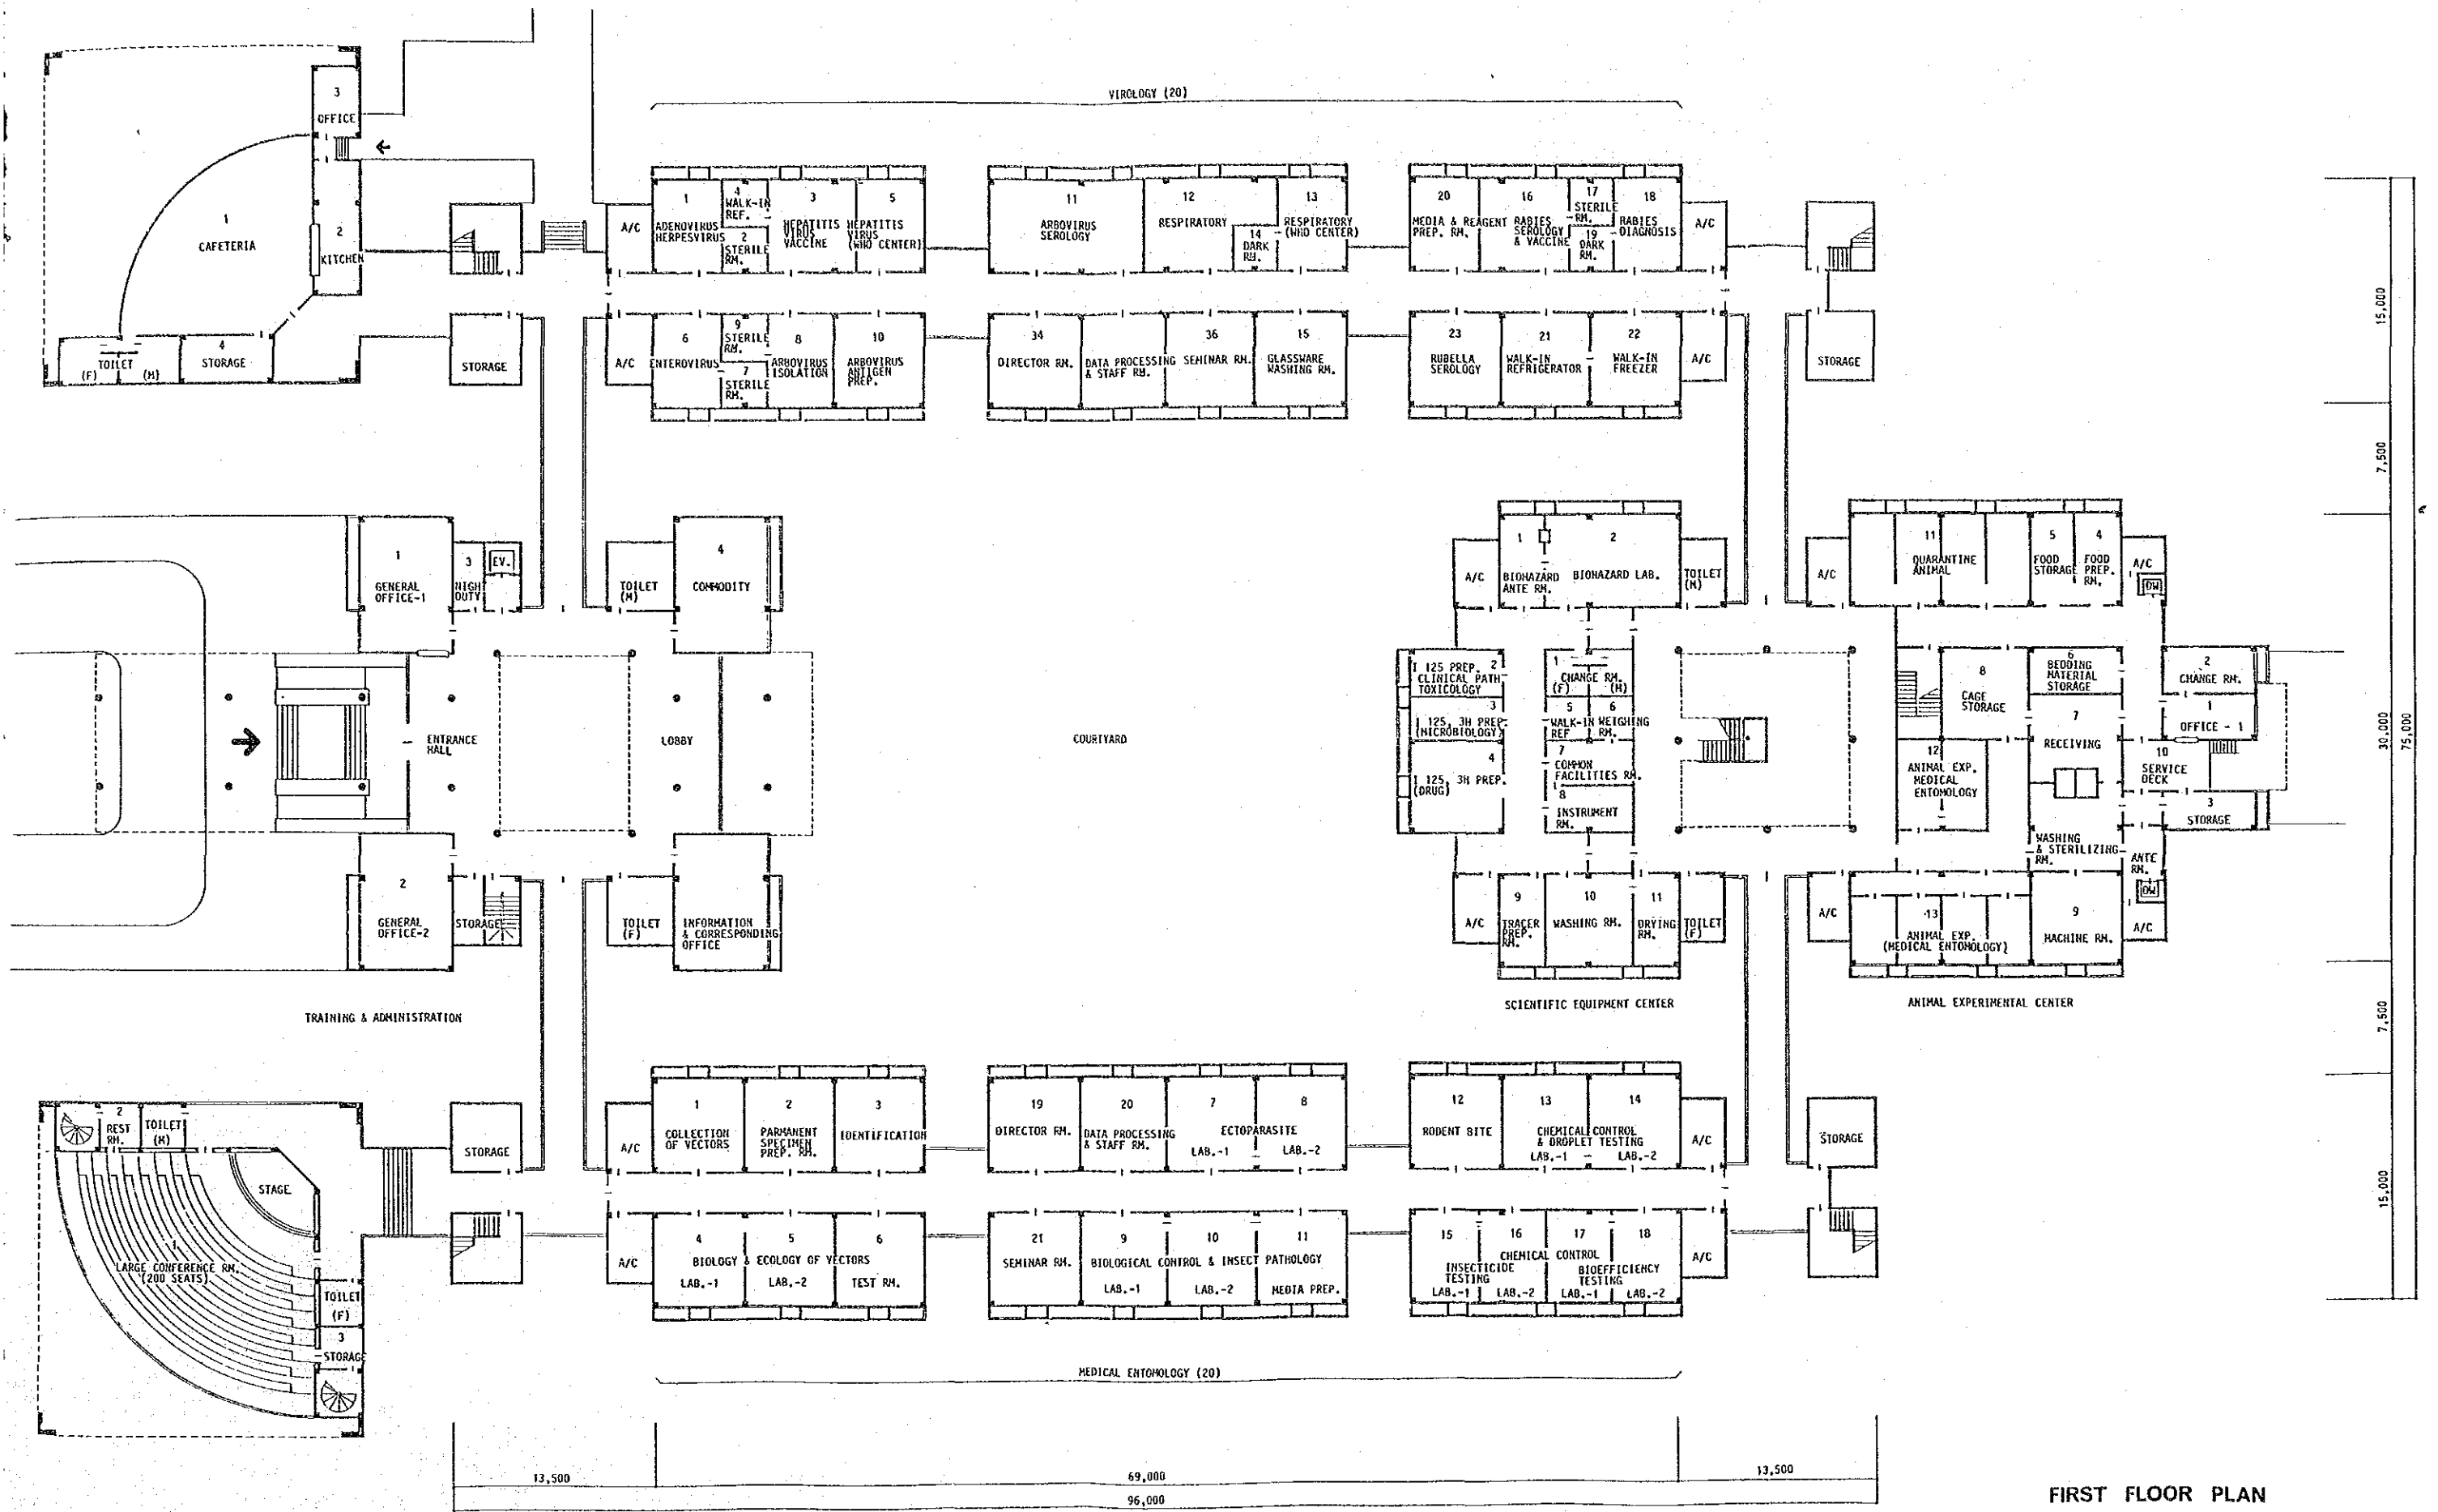 VIROLOGY (20)
3
OFFICE
1
CAFETERIA
2
KITCHEN
4
STORAGE
TOILET
(F) (M)
STORAGE
A/C
1
ADENOVIRUS
HERPESVIRUS
4
WALK-IN
REF.
2
STERILE
RM.
3
HEPATITIS
VIRUS
VACCINE
5
HEPATITIS
VIRUS
(WHO CENTER)
11
ARBOVIRUS
SEROLOGY
12
RESPIRATORY
14
DARK
RM.
13
RESPIRATORY
(WHO CENTER)
20
MEDIA & REAGENT
PREP. RM.
16
RABIES
SEROLOGY
& VACCINE
17
STERILE
RM.
19
DARK
RM.
18
RABIES
DIAGNOSIS
A/C
A/C
6
ENTEROVIRUS
9
STERILE
RM.
7
STERILE
RM.
8
ARBOVIRUS
ISOLATION
10
ARBOVIRUS
ANTIGEN
PREP.
34
DIRECTOR RM.
DATA PROCESSING
& STAFF RM.
36
SEMINAR RM.
15
GLASSWARE
WASHING RM.
23
RUBELLA
SEROLOGY
21
WALK-IN
REFRIGERATOR
22
WALK-IN
FREEZER
A/C
STORAGE
15,000
7,500
30,000
75,000
7,500
15,000
1
GENERAL
OFFICE-1
3
NIGHT
DUTY
EV.
TOILET
(M)
4
COMMODITY
ENTRANCE
HALL
LOBBY
COURTYARD
2
GENERAL
OFFICE-2
STORAGE
TOILET
(F)
INFORMATION
& CORRESPONDING
OFFICE
TRAINING & ADMINISTRATION
A/C
1
BIOHAZARD
ANTE RM.
2
BIOHAZARD LAB.
TOILET
(M)
I 125 PREP. 2
CLINICAL PATH
TOXICOLOGY
3
I 125, 3H PREP.
(MICROBIOLOGY)
4
I 125, 3H PREP.
(DRUG)
1
CHANGE RM.
(F) (M)
5
WALK-IN
REF
6
WEIGHING
RM.
7
COMMON
FACILITIES RM.
8
INSTRUMENT
RM.
A/C
9
TRACER
PREP.
RM.
10
WASHING RM.
11
DRYING
RM.
TOILET
(F)
SCIENTIFIC EQUIPMENT CENTER
A/C
11
QUARANTINE
ANIMAL
5
FOOD
STORAGE
4
FOOD
PREP.
RM.
A/C
DW
8
CAGE
STORAGE
6
BEDDING
MATERIAL
STORAGE
2
CHANGE RM.
7
RECEIVING
1
OFFICE - 1
10
SERVICE
DECK
12
ANIMAL EXP.
MEDICAL
ENTOMOLOGY
3
STORAGE
WASHING
& STERILIZING
RM.
ANTE
RM.
DW
A/C
A/C
13
ANIMAL EXP.
(MEDICAL ENTOMOLOGY)
9
MACHINE RM.
ANIMAL EXPERIMENTAL CENTER
2
REST
RM.
TOILET
(M)
STAGE
1
LARGE CONFERENCE RM.
(200 SEATS)
TOILET
(F)
3
STORAGE
STORAGE
A/C
1
COLLECTION
OF VECTORS
2
PARMANENT
SPECIMEN
PREP. RM.
3
IDENTIFICATION
19
DIRECTOR RM.
20
DATA PROCESSING
& STAFF RM.
7 8
ECTOPARASITE
LAB.-1 LAB.-2
12
RODENT BITE
13 14
CHEMICAL CONTROL
& DROPLET TESTING
LAB.-1 LAB.-2
A/C
STORAGE
A/C
4 5 6
BIOLOGY & ECOLOGY OF VECTORS
LAB.-1 LAB.-2 TEST RM.
21
SEMINAR RM.
9 10 11
BIOLOGICAL CONTROL & INSECT PATHOLOGY
LAB.-1 LAB.-2 MEDIA PREP.
15 16 17 18
CHEMICAL CONTROL
INSECTICIDE
TESTING
BIOEFFICIENCY
TESTING
LAB.-1 LAB.-2 LAB.-1 LAB.-2
A/C
MEDICAL ENTOMOLOGY (20)
13,500
69,000
13,500
96,000
FIRST FLOOR PLAN